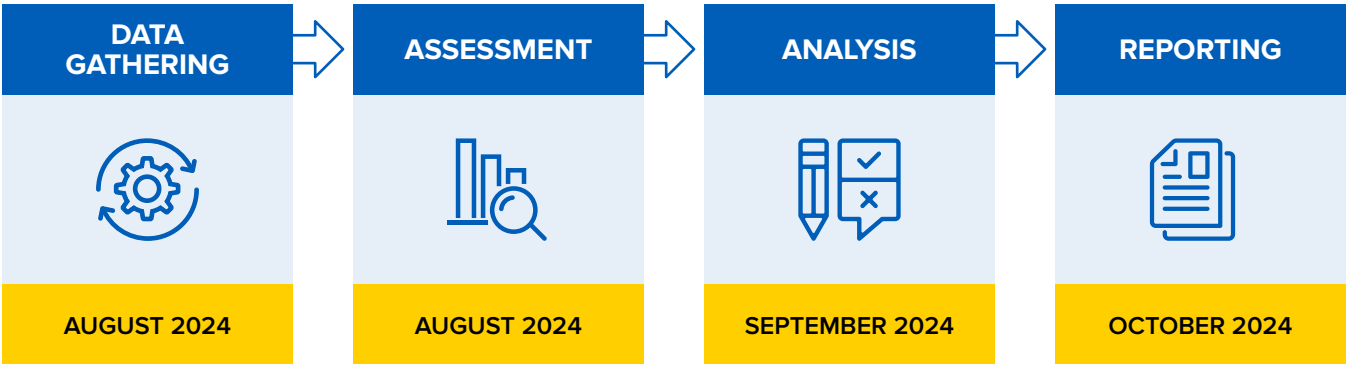 DATA
GATHERING
ASSESSMENT
ANALYSIS
REPORTING
AUGUST 2024
AUGUST 2024
SEPTEMBER 2024
OCTOBER 2024